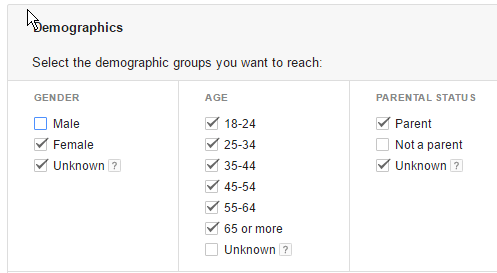 Demographics
Select the demographic groups you want to reach:
GENDER
Male
Female
Unknown ?
AGE
18-24
25-34
35-44
45-54
55-64
65 or more
Unknown ?
PARENTAL STATUS
Parent
Not a parent
Unknown ?